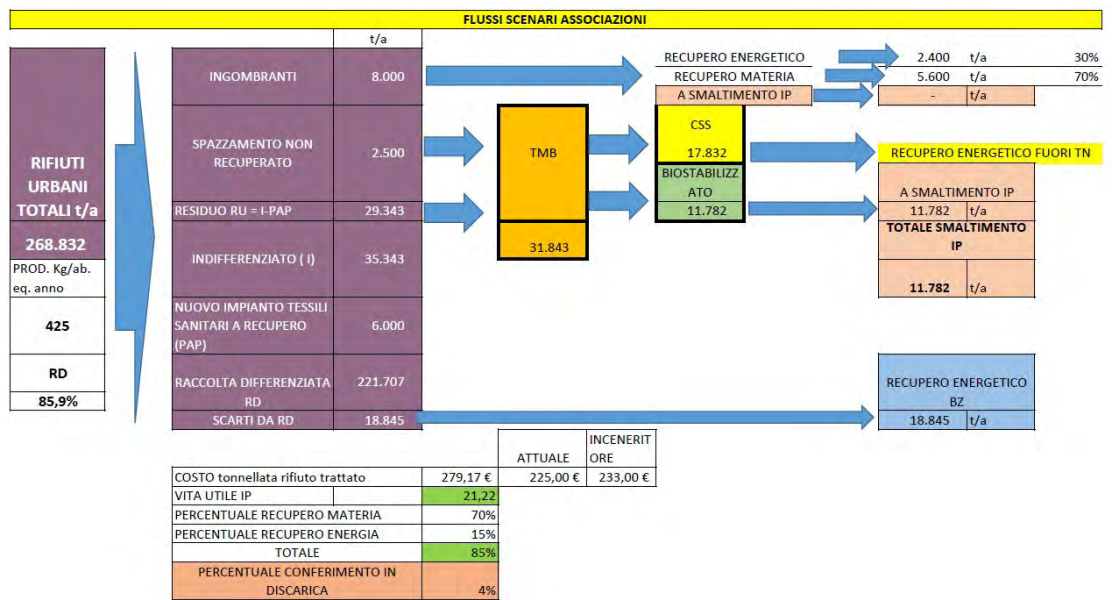 FLUSSI SCENARI ASSOCIAZIONI
RIFIUTI
URBANI
TOTALI t/a
268.832
PROD. Kg/ab.
eq. anno
425
RD
85,9%
t/a
INGOMBRANTI 8.000
SPAZZAMENTO NON
RECUPERATO 2.500
RESIDUO RU = I-PAP 29.343
INDIFFERENZIATO ( I) 35.343
NUOVO IMPIANTO TESSILI
SANITARI A RECUPERO
(PAP) 6.000
RACCOLTA DIFFERENZIATA
RD 221.707
SCARTI DA RD 18.845
TMB
31.843
RECUPERO ENERGETICO 2.400 t/a 30%
RECUPERO MATERIA 5.600 t/a 70%
A SMALTIMENTO IP - t/a
CSS
17.832
BIOSTABILIZZ
ATO
11.782
RECUPERO ENERGETICO FUORI TN
A SMALTIMENTO IP
11.782 t/a
TOTALE SMALTIMENTO
IP
11.782 t/a
RECUPERO ENERGETICO
BZ
18.845 t/a
ATTUALE INCENERIT
ORE
COSTO tonnellata rifiuto trattato 279,17 € 225,00 € 233,00 €
VITA UTILE IP 21,22
PERCENTUALE RECUPERO MATERIA 70%
PERCENTUALE RECUPERO ENERGIA 15%
TOTALE 85%
PERCENTUALE CONFERIMENTO IN
DISCARICA 4%